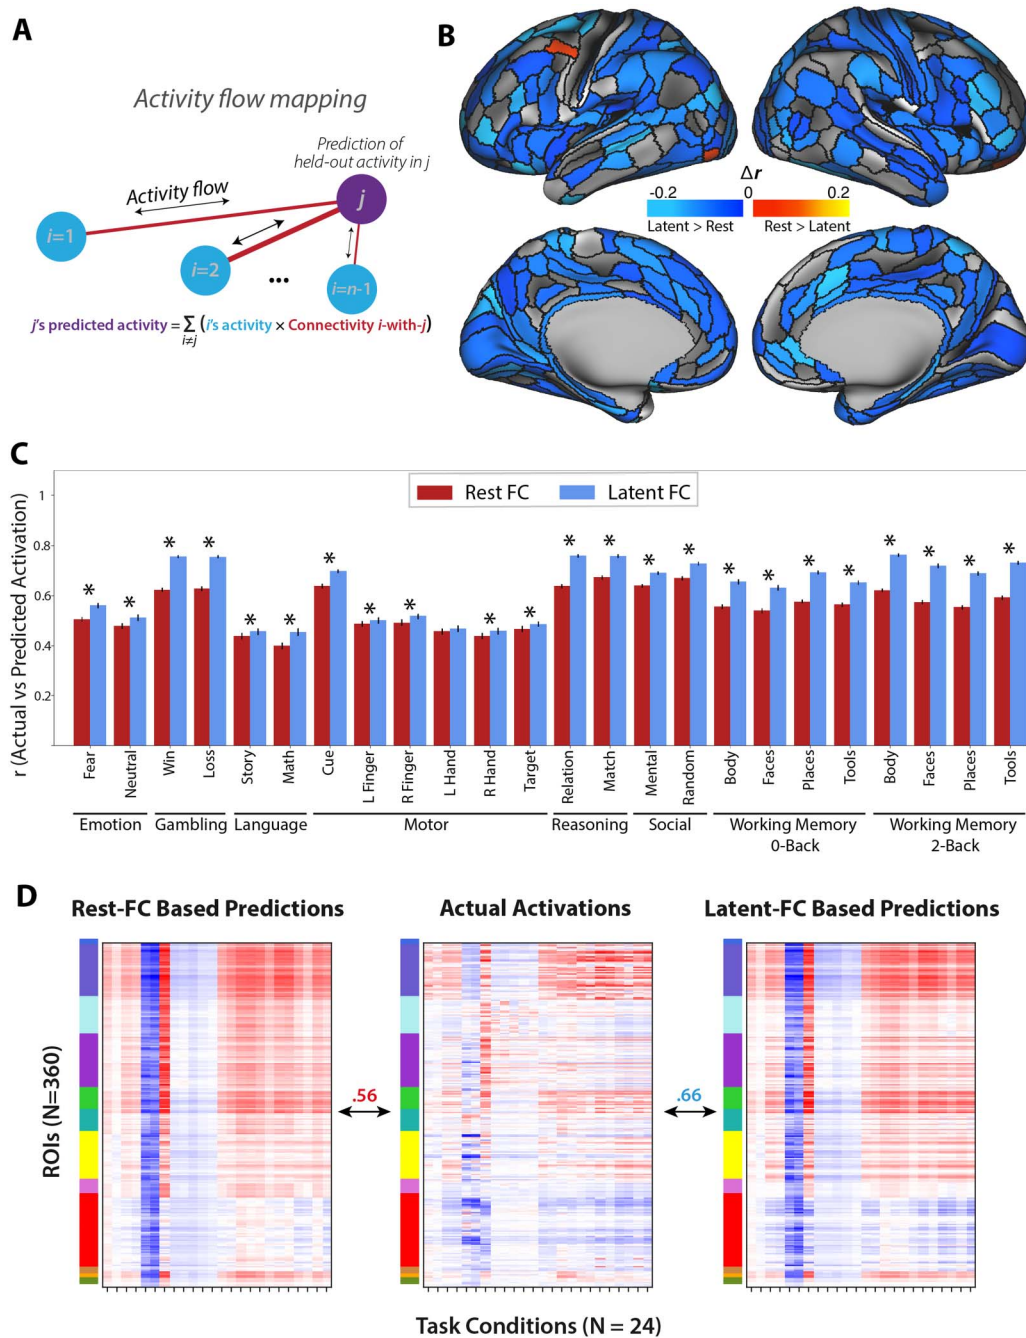 A
Activity flow mapping
Prediction of
held-out activity in j
Activity flow
j
i=1
i=2
...
i=n-1
j's predicted activity = ∑ (i's activity × Connectivity i-with-j)
i≠j
B
Δr
-0.2 0 0.2
Latent > Rest Rest > Latent
C
r (Actual vs Predicted Activation)
1
0.8
0.6
0.4
0.2
Rest FC Latent FC
* * * * * * * * * * * * * * * * * * * * * * *
Fear Neutral Win Loss Story Math Cue L Finger R Finger L Hand R Hand Target Relation Match Mental Random Body Faces Places Tools Body Faces Places Tools
Emotion Gambling Language Motor Reasoning Social Working Memory Working Memory
0-Back 2-Back
D
Rest-FC Based Predictions Actual Activations Latent-FC Based Predictions
ROIs (N=360)
.56 .66
Task Conditions (N = 24)